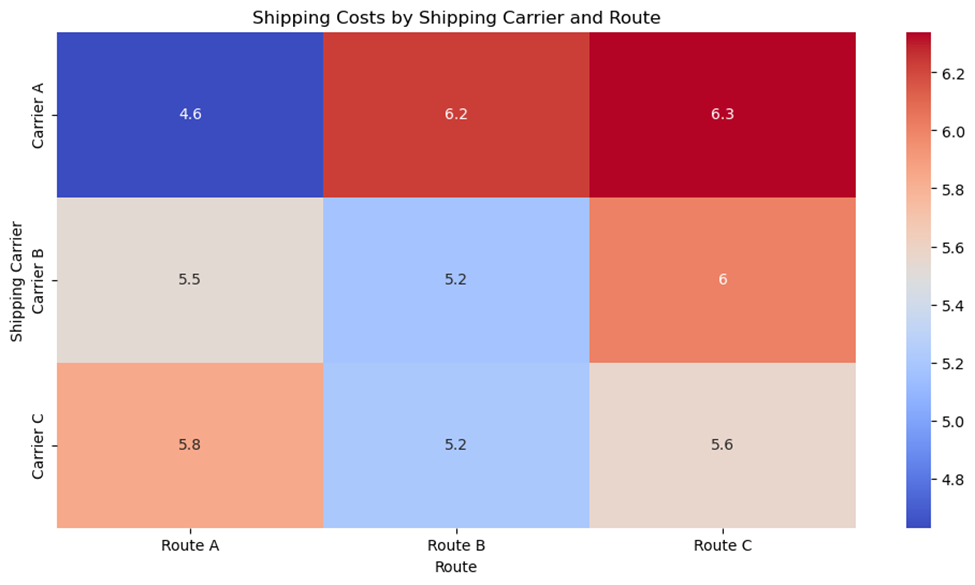 Shipping Costs by Shipping Carrier and Route
Shipping Carrier
Carrier A
4.6 6.2 6.3
Carrier B
5.5 5.2 6
Carrier C
5.8 5.2 5.6
Route A Route B Route C
Route
6.2
6.0
5.8
5.6
5.4
5.2
5.0
4.8